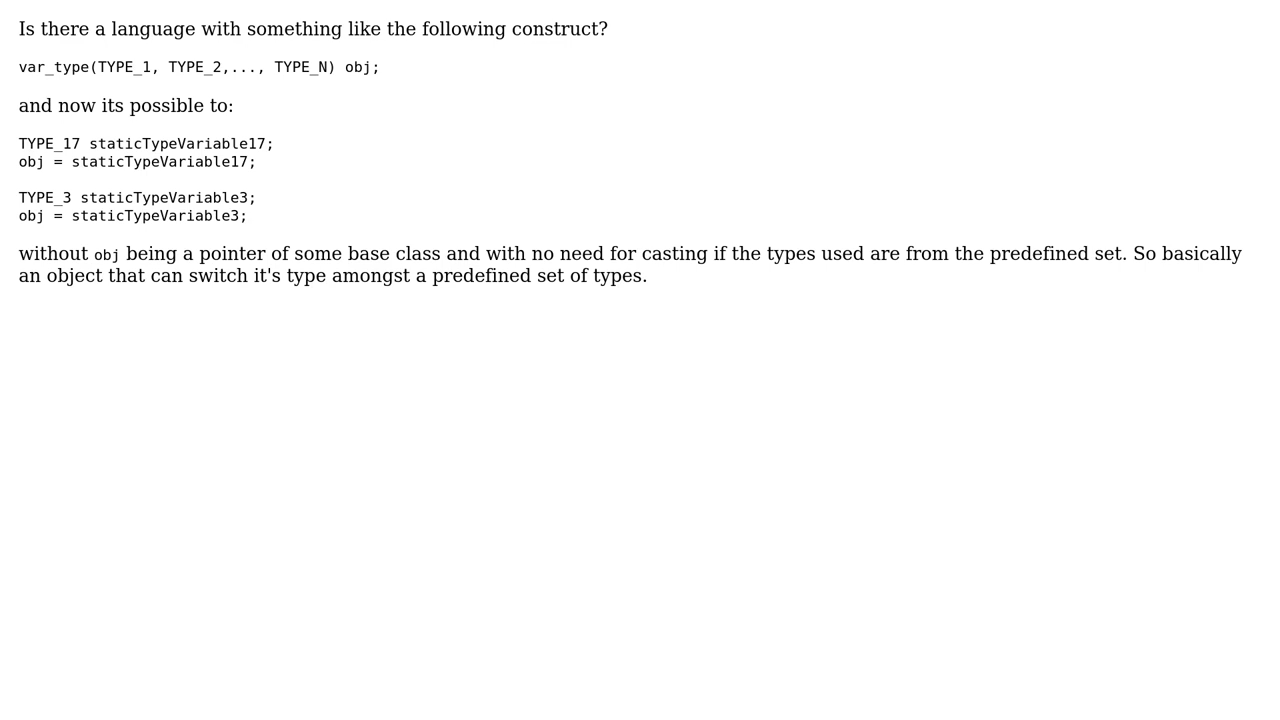 Is there a language with something like the following construct?
var_type(TYPE_1, TYPE_2,..., TYPE_N) obj;
and now its possible to:
TYPE_17 staticTypeVariable17;
obj = staticTypeVariable17;
TYPE_3 staticTypeVariable3;
obj = staticTypeVariable3;
without obj being a pointer of some base class and with no need for casting if the types used are from the predefined set. So basically
an object that can switch it's type amongst a predefined set of types.